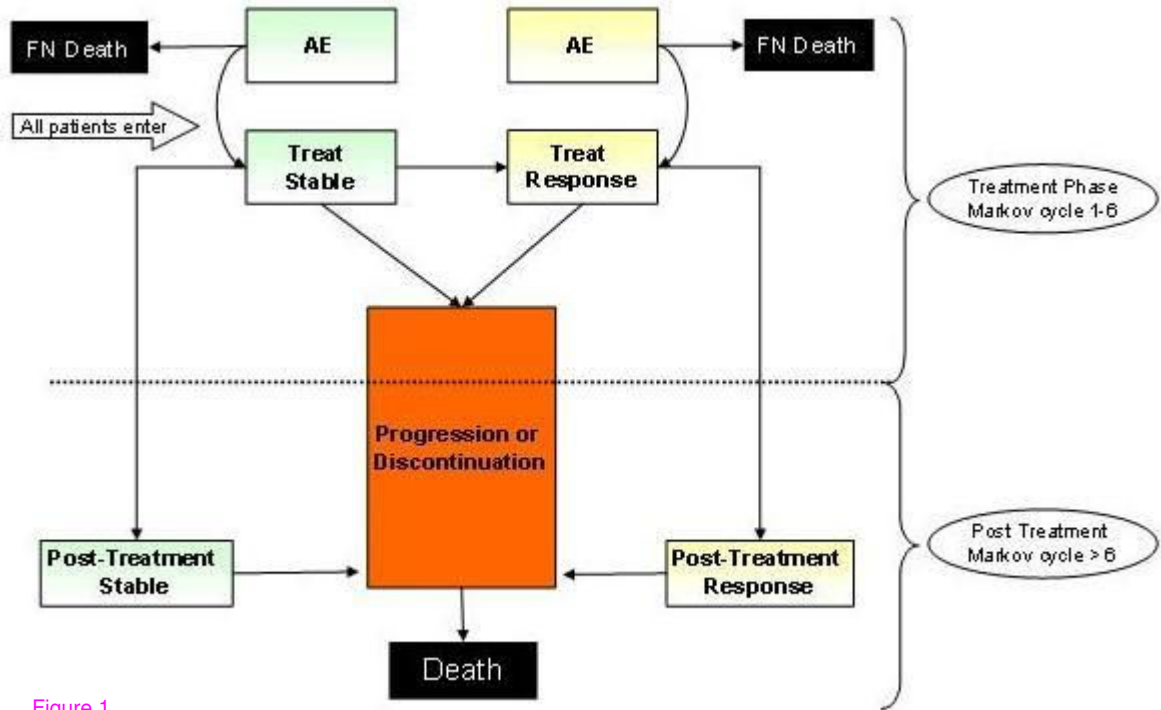 FN Death
AE
AE
FN Death
All patients enter
Treat
Stable
Treat
Response
Treatment Phase
Markov cycle 1-6
Progression or
Discontinuation
Post-Treatment
Stable
Post-Treatment
Response
Post Treatment
Markov cycle > 6
Death
Figure 1